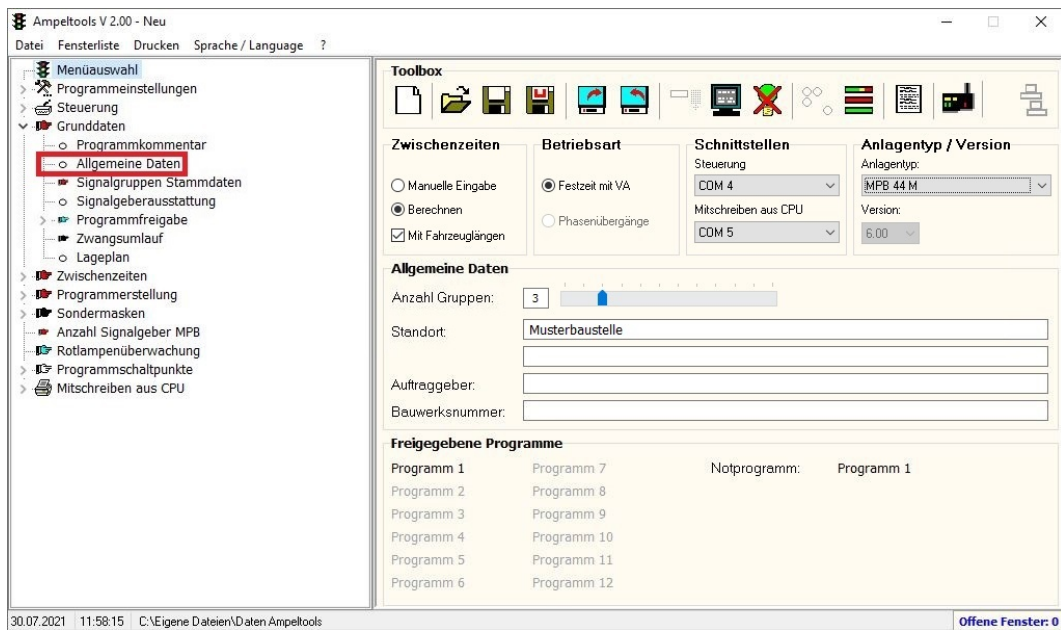 Ampeltools V 2.00 - Neu
Datei Fensterliste Drucken Sprache / Language ?
Menüauswahl
Programmeinstellungen
Steuerung
Grunddaten
Programmkommentar
Allgemeine Daten
Signalgruppen Stammdaten
Signalgeberausstattung
Programmfreigabe
Zwangsumlauf
Lageplan
Zwischenzeiten
Programmerstellung
Sondermasken
Anzahl Signalgeber MPB
Rotlampenüberwachung
Programmschaltpunkte
Mitschreiben aus CPU
Toolbox
Zwischenzeiten
Manuelle Eingabe
Berechnen
Mit Fahrzeuglängen
Betriebsart
Festzeit mit VA
Phasenübergänge
Schnittstellen
Steuerung
COM 4
Mitschreiben aus CPU
COM 5
Anlagentyp / Version
Anlagentyp:
MPB 44 M
Version:
6.00
Allgemeine Daten
Anzahl Gruppen: 3
Standort: Musterbaustelle
Auftraggeber:
Bauwerksnummer:
Freigegebene Programme
Programm 1 Programm 7 Notprogramm: Programm 1
Programm 2 Programm 8
Programm 3 Programm 9
Programm 4 Programm 10
Programm 5 Programm 11
Programm 6 Programm 12
30.07.2021 11:58:15 C:\Eigene Dateien\Daten Ampeltools Offene Fenster: 0